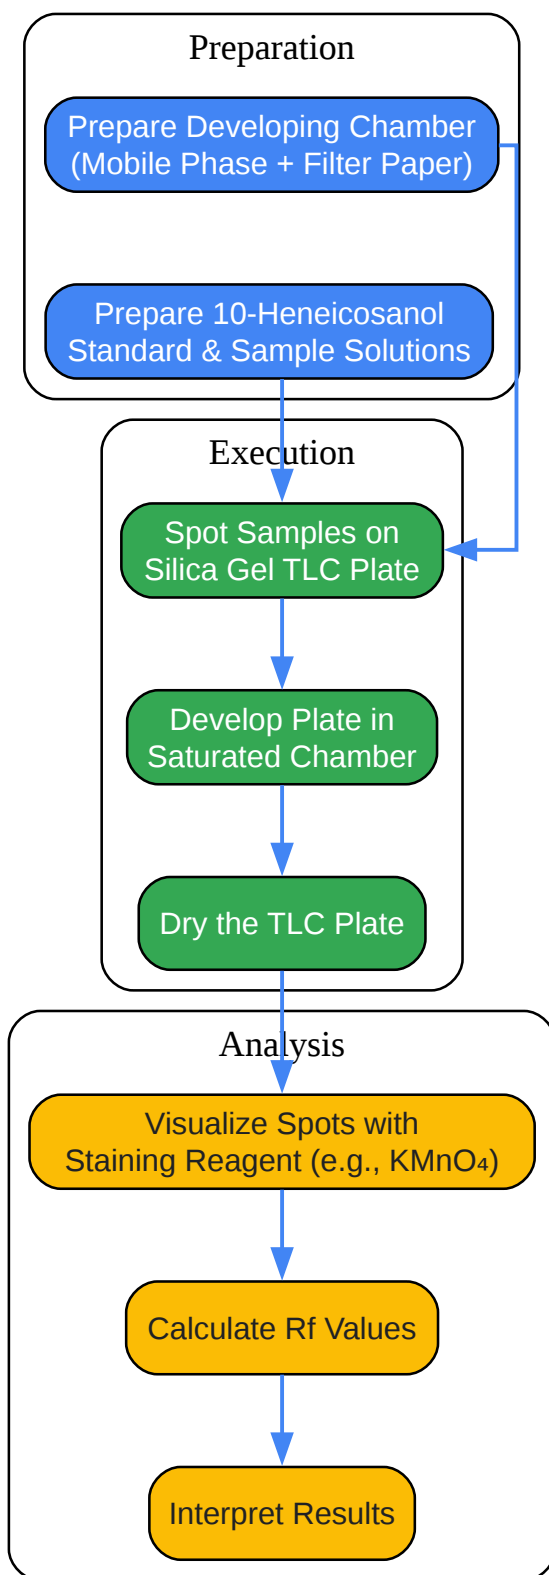 Preparation
Prepare Developing Chamber
(Mobile Phase + Filter Paper)
Prepare 10-Heneicosanol
Standard & Sample Solutions
Execution
Spot Samples on
Silica Gel TLC Plate
Develop Plate in
Saturated Chamber
Dry the TLC Plate
Analysis
Visualize Spots with
Staining Reagent (e.g., KMnO₄)
Calculate Rf Values
Interpret Results